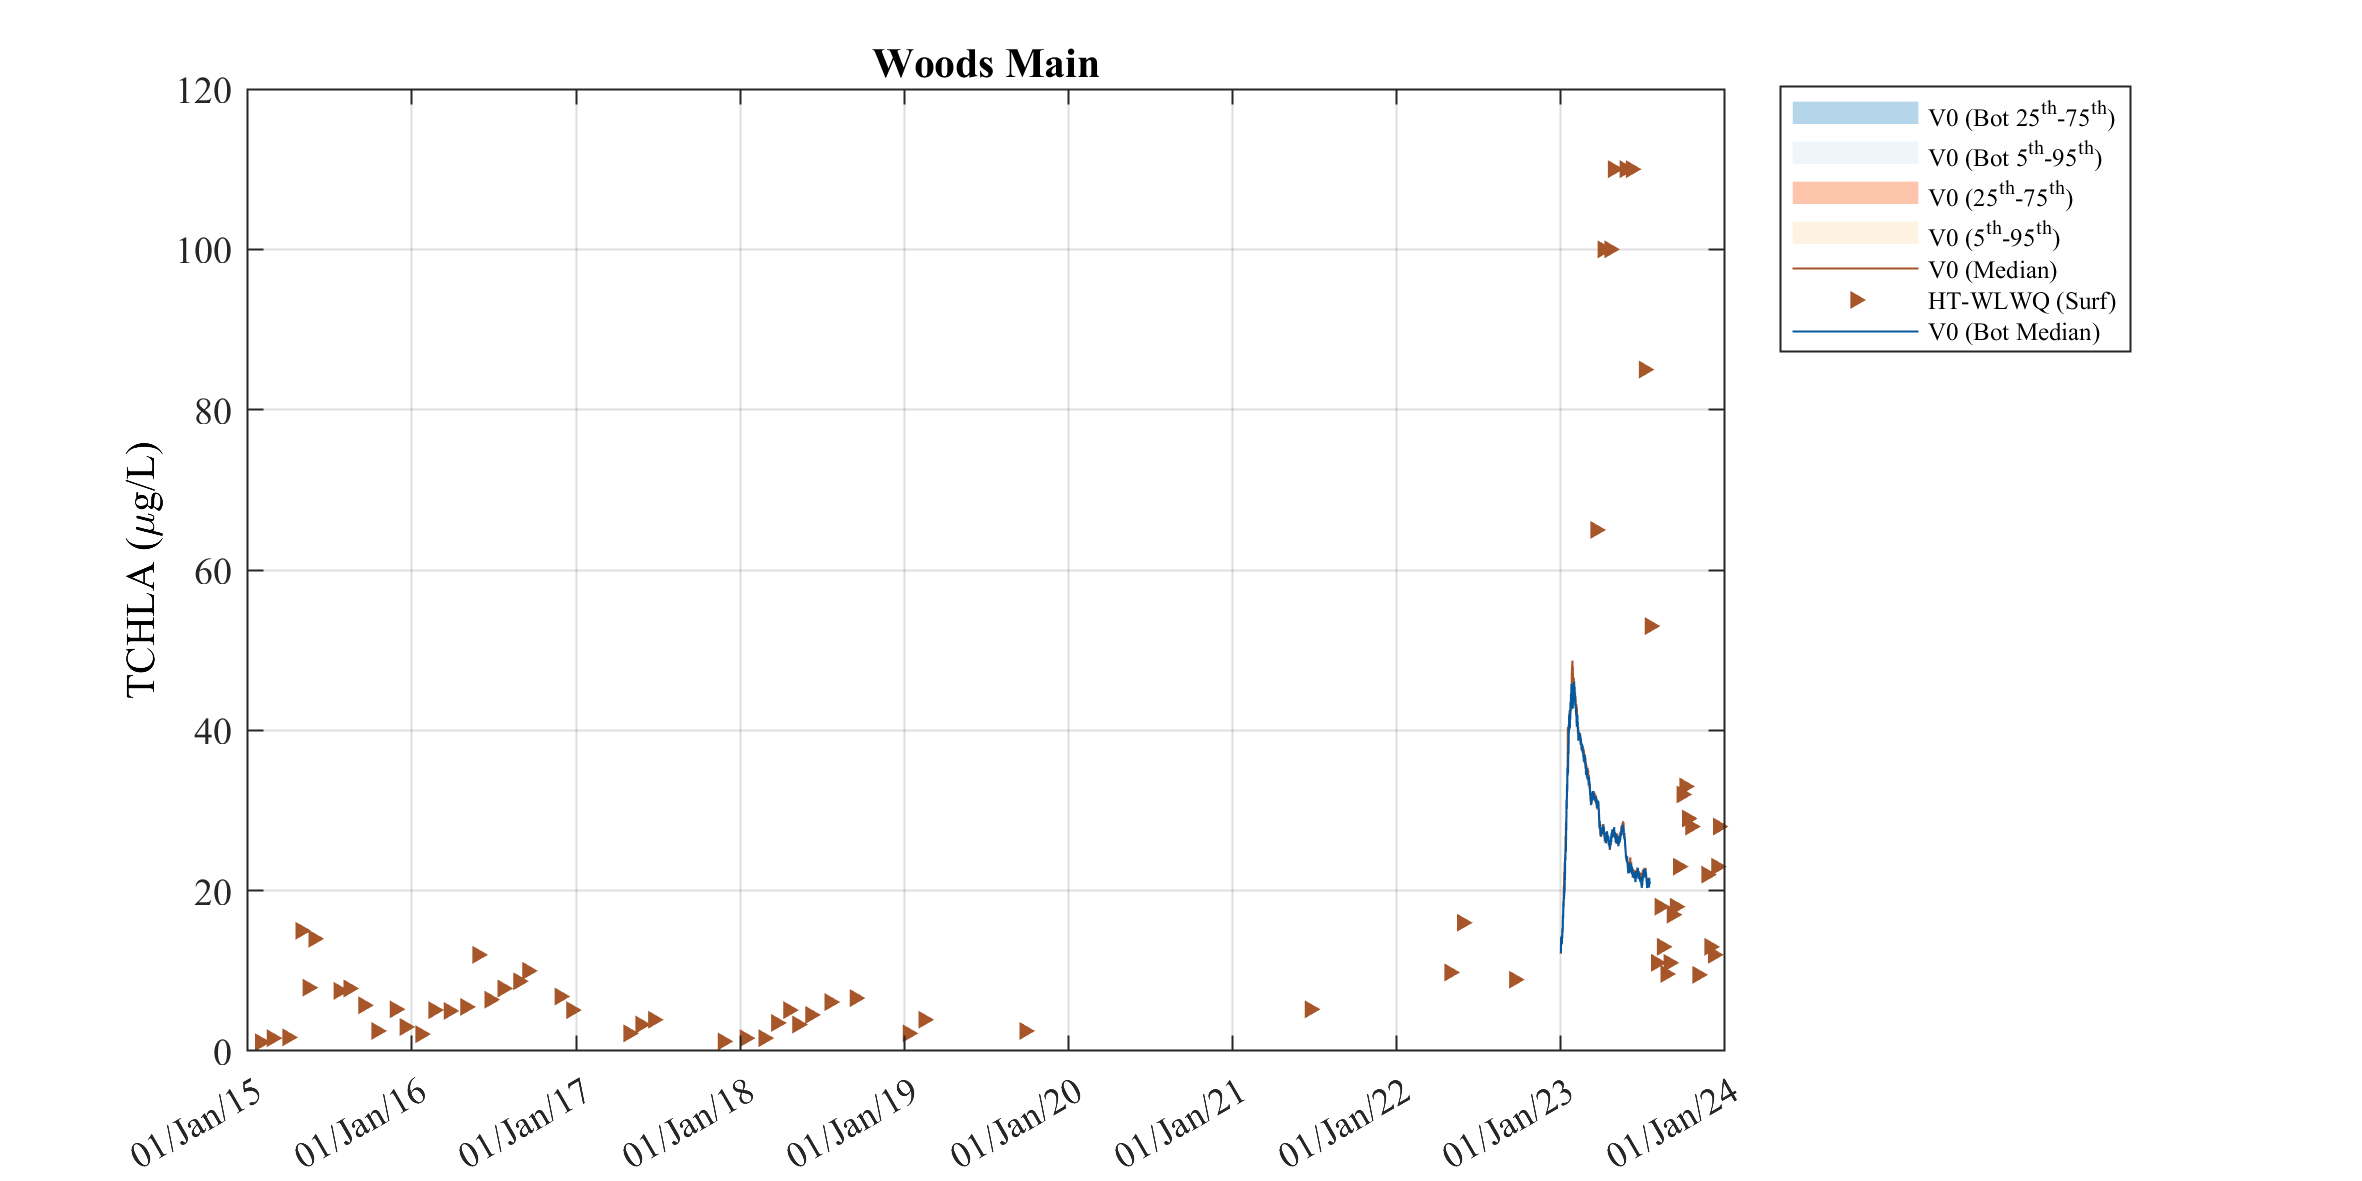 Woods Main
TCHLA (μg/L)
120
100
80
60
40
20
0
01/Jan/15
01/Jan/16
01/Jan/17
01/Jan/18
01/Jan/19
01/Jan/20
01/Jan/21
01/Jan/22
01/Jan/23
01/Jan/24
V0 (Bot 25th-75th)
V0 (Bot 5th-95th)
V0 (25th-75th)
V0 (5th-95th)
V0 (Median)
HT-WLWQ (Surf)
V0 (Bot Median)